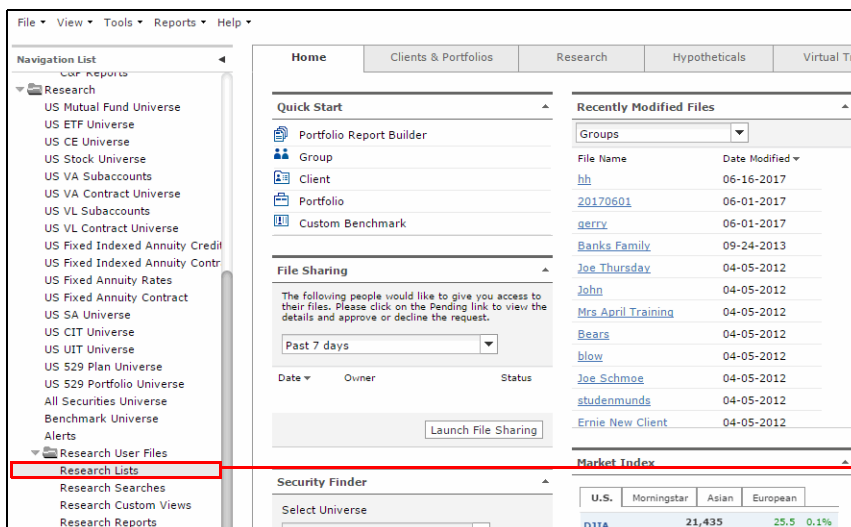 File View Tools Reports Help
Navigation List
C&P Reports
Research
US Mutual Fund Universe
US ETF Universe
US CE Universe
US Stock Universe
US VA Subaccounts
US VA Contract Universe
US VL Subaccounts
US VL Contract Universe
US Fixed Indexed Annuity Credit
US Fixed Indexed Annuity Contr
US Fixed Annuity Rates
US Fixed Annuity Contract
US SA Universe
US CIT Universe
US UIT Universe
US 529 Plan Universe
US 529 Portfolio Universe
All Securities Universe
Benchmark Universe
Alerts
Research User Files
Research Lists
Research Searches
Research Custom Views
Research Reports
Home Clients & Portfolios Research Hypotheticals Virtual T
Quick Start
Portfolio Report Builder
Group
Client
Portfolio
Custom Benchmark
File Sharing
The following people would like to give you access to
their files. Please click on the Pending link to view the
details and approve or decline the request.
Past 7 days
Date Owner Status
Launch File Sharing
Security Finder
Select Universe
Recently Modified Files
Groups
File Name Date Modified
hh 06-16-2017
20170601 06-01-2017
gerry 06-01-2017
Banks Family 09-24-2013
Joe Thursday 04-05-2012
John 04-05-2012
Mrs April Training 04-05-2012
Bears 04-05-2012
blow 04-05-2012
Joe Schmoe 04-05-2012
studenmunds 04-05-2012
Ernie New Client 04-05-2012
Market Index
U.S. Morningstar Asian European
DJIA 21,435 25.5 0.1%